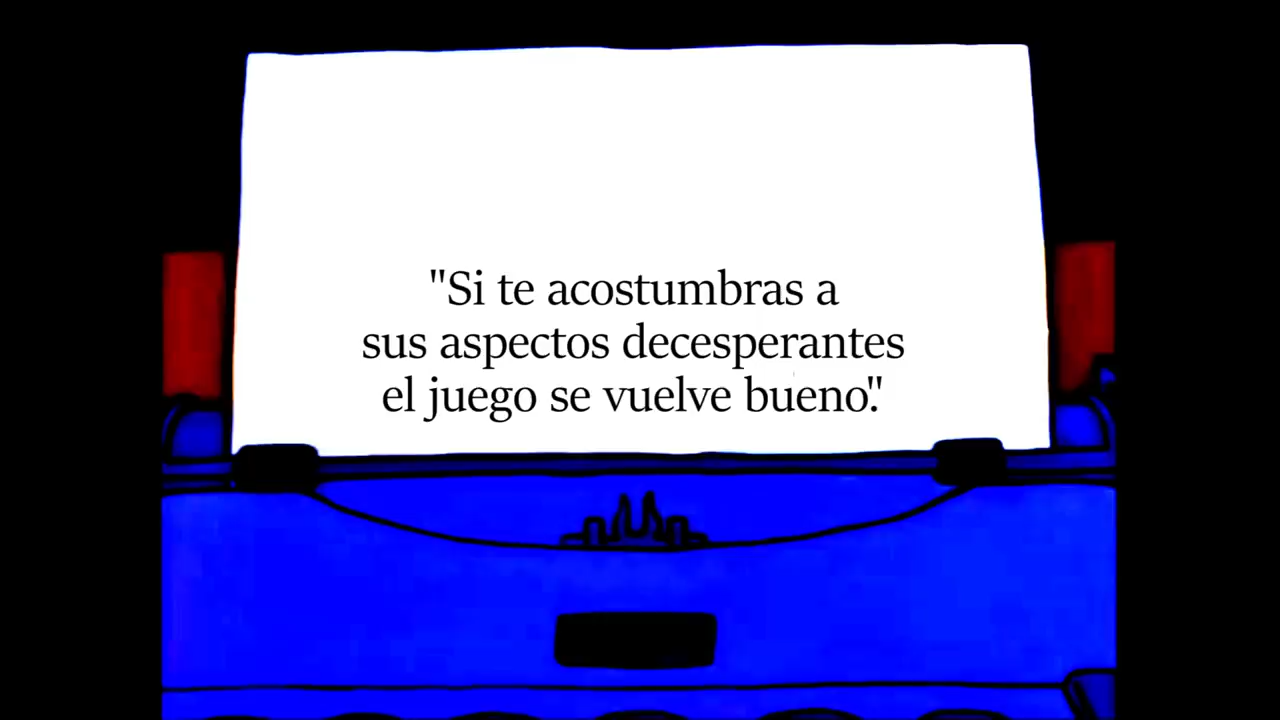 "Si te acostumbras a
sus aspectos decesperantes
el juego se vuelve bueno."